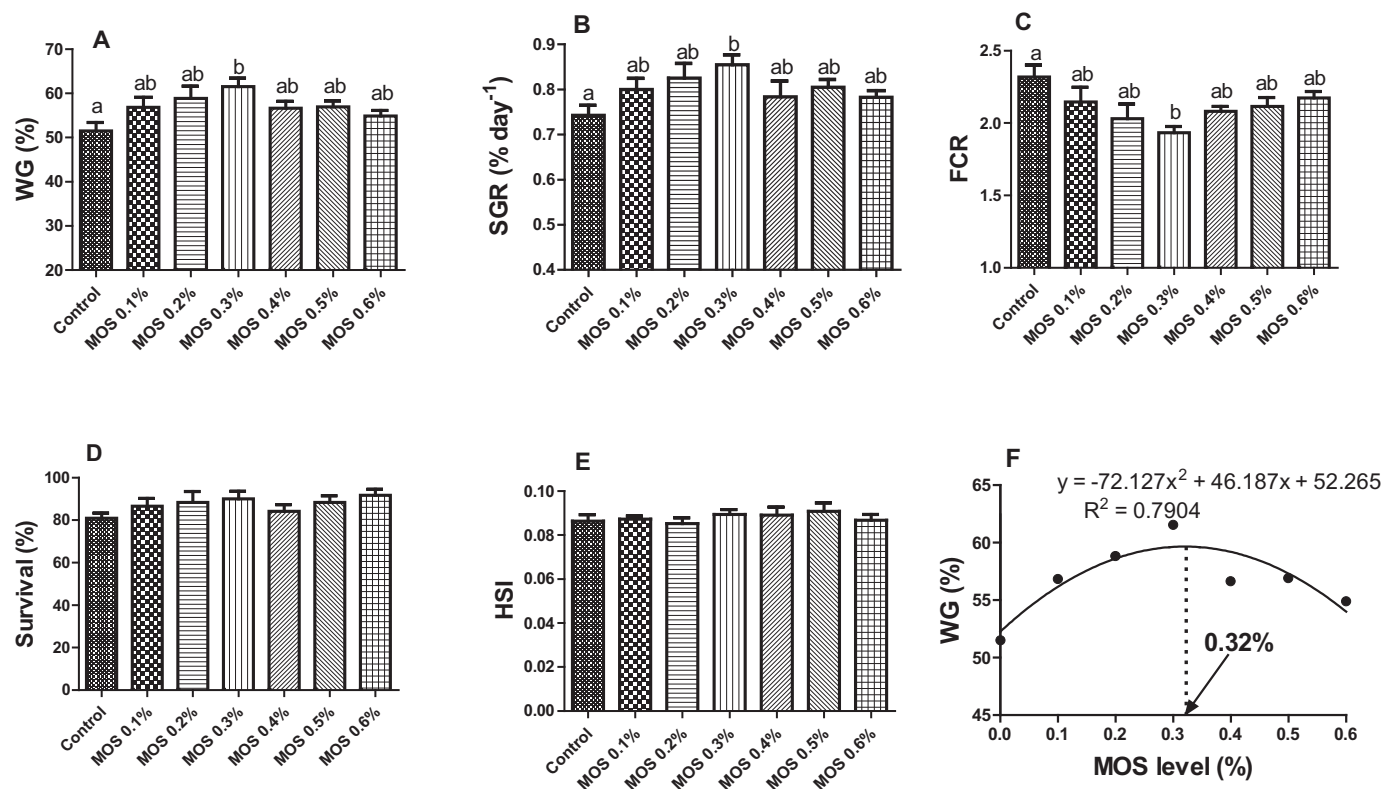 A
WG (%)
70
60
50
40
30
20
a
ab
ab
b
ab
ab
ab
Control
MOS 0.1%
MOS 0.2%
MOS 0.3%
MOS 0.4%
MOS 0.5%
MOS 0.6%
B
SGR (% day-1)
0.9
0.8
0.7
0.6
0.5
0.4
a
ab
ab
b
ab
ab
ab
Control
MOS 0.1%
MOS 0.2%
MOS 0.3%
MOS 0.4%
MOS 0.5%
MOS 0.6%
C
FCR
2.5
2.0
1.5
1.0
a
ab
ab
b
ab
ab
ab
Control
MOS 0.1%
MOS 0.2%
MOS 0.3%
MOS 0.4%
MOS 0.5%
MOS 0.6%
D
Survival (%)
100
80
60
40
20
0
Control
MOS 0.1%
MOS 0.2%
MOS 0.3%
MOS 0.4%
MOS 0.5%
MOS 0.6%
E
HSI
0.10
0.08
0.06
0.04
0.02
0.00
Control
MOS 0.1%
MOS 0.2%
MOS 0.3%
MOS 0.4%
MOS 0.5%
MOS 0.6%
F
y = -72.127x² + 46.187x + 52.265
R² = 0.7904
WG (%)
65
60
55
50
45
0.32%
0.0 0.1 0.2 0.3 0.4 0.5 0.6
MOS level (%)